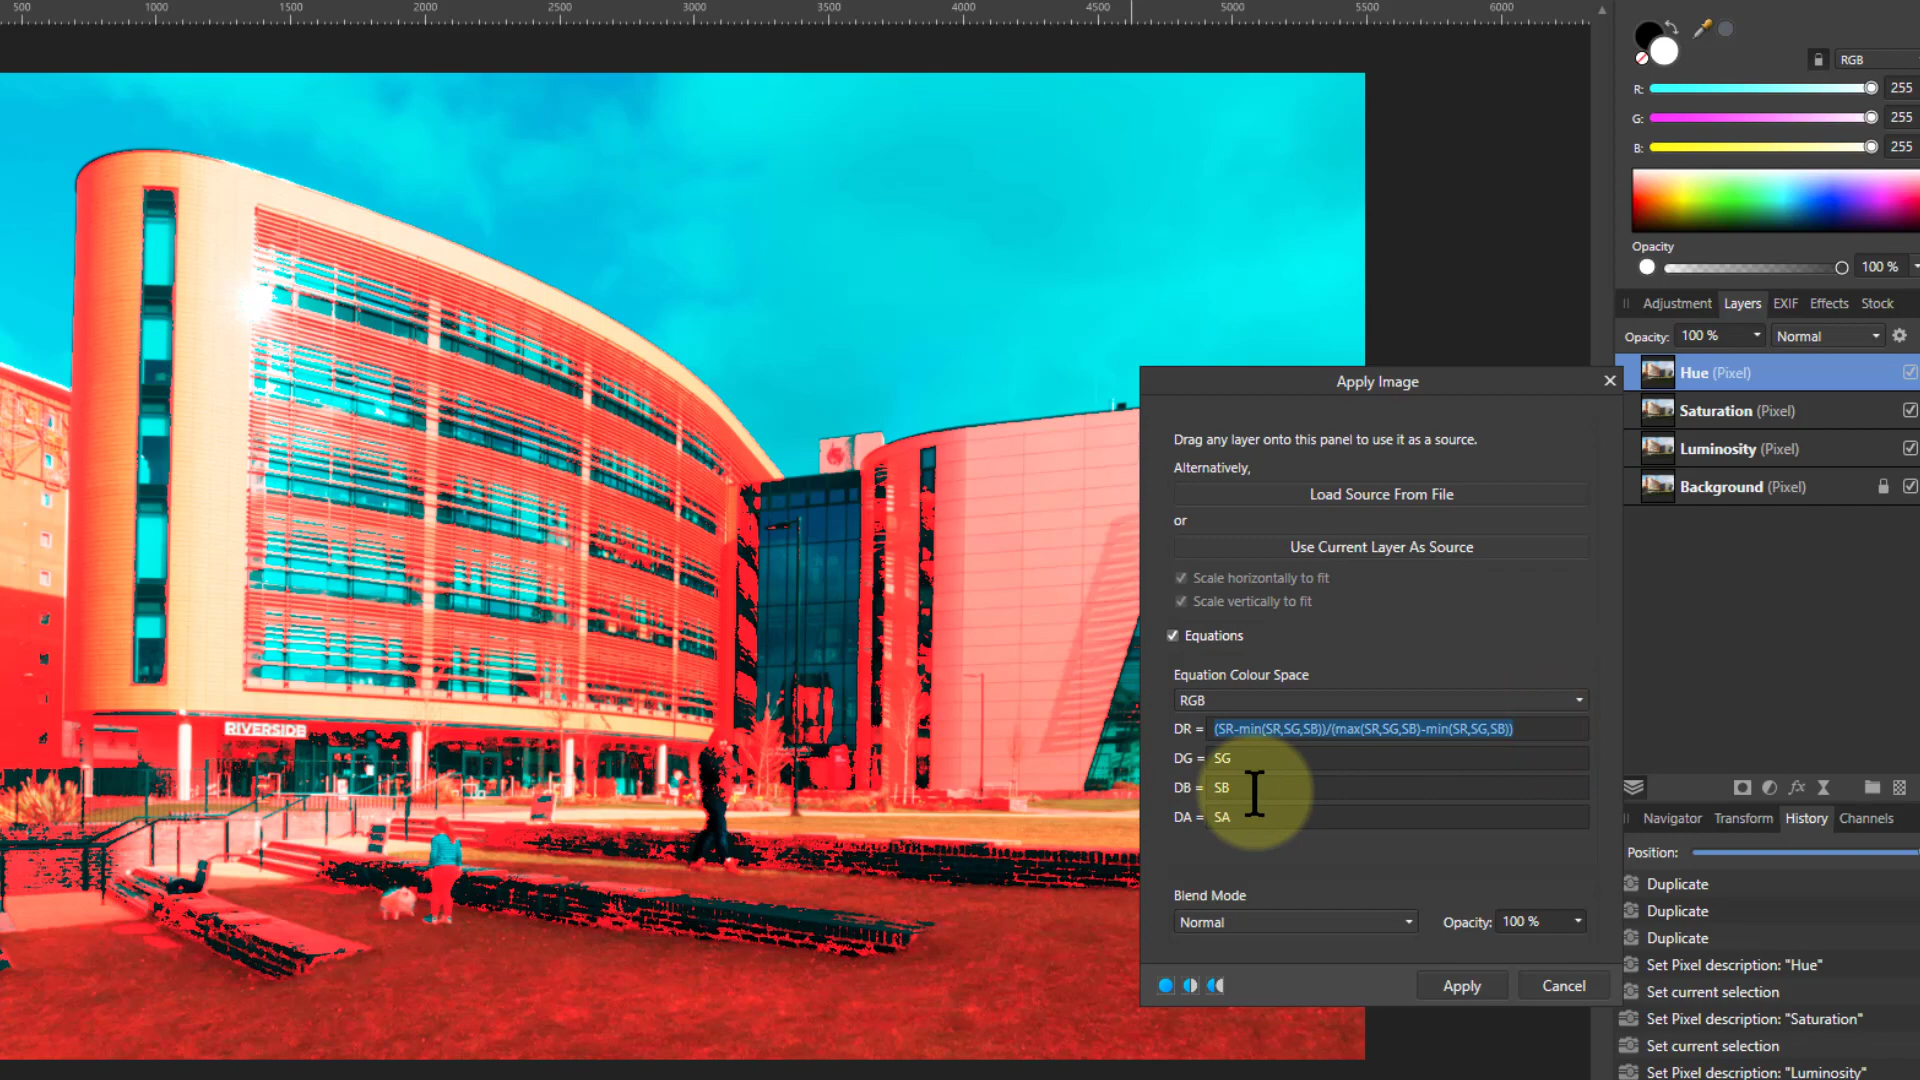 500 1000 1500 2000 2500 3000 3500 4000 4500 5000 5500 6000
RGB
R: 255
G: 255
B: 255
Opacity
100 %
Adjustment Layers EXIF Effects Stock
Opacity: 100 % Normal
Hue (Pixel)
Saturation (Pixel)
Luminosity (Pixel)
Background (Pixel)
Apply Image
Drag any layer onto this panel to use it as a source.
Alternatively,
Load Source From File
or
Use Current Layer As Source
Scale horizontally to fit
Scale vertically to fit
Equations
Equation Colour Space
RGB
DR = (SR-min(SR,SG,SB))/(max(SR,SG,SB)-min(SR,SG,SB))
DG = SG
DB = SB
DA = SA
Blend Mode
Normal Opacity: 100 %
Apply Cancel
RIVERSIDE
fx
Navigator Transform History Channels
Position:
Duplicate
Duplicate
Duplicate
Set Pixel description: "Hue"
Set current selection
Set Pixel description: "Saturation"
Set current selection
Set Pixel description: "Luminosity"